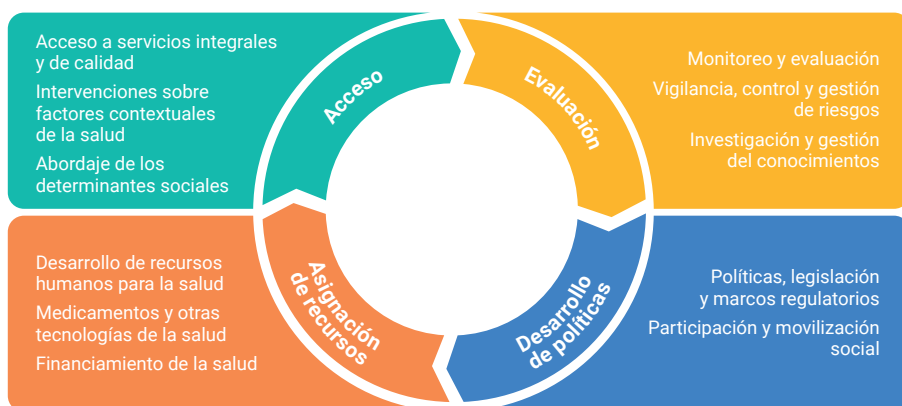 Acceso a servicios integrales
y de calidad
Intervenciones sobre
factores contextuales
de la salud
Abordaje de los
determinantes sociales
Acceso
Evaluación
Monitoreo y evaluación
Vigilancia, control y gestión
de riesgos
Investigación y gestión
del conocimientos
Desarrollo de recursos
humanos para la salud
Medicamentos y otras
tecnologías de la salud
Financiamiento de la salud
Asignación
de recursos
Desarrollo
de políticas
Políticas, legislación
y marcos regulatorios
Participación y movilización
social